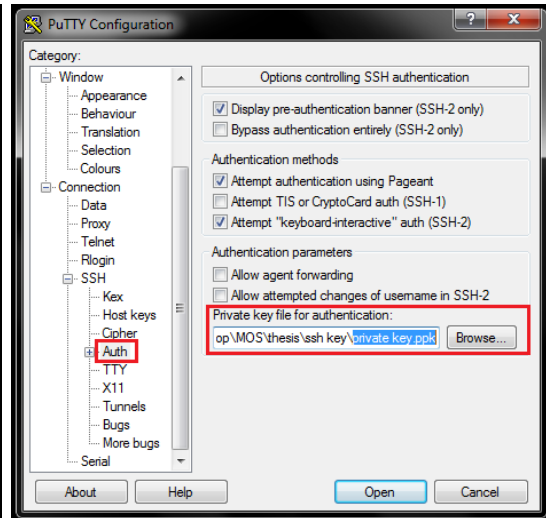 PuTTY Configuration
?
X
Category:
Window
Appearance
Behaviour
Translation
Selection
Colours
Connection
Data
Proxy
Telnet
Rlogin
SSH
Kex
Host keys
Cipher
Auth
TTY
X11
Tunnels
Bugs
More bugs
Serial
Options controlling SSH authentication
Display pre-authentication banner (SSH-2 only)
Bypass authentication entirely (SSH-2 only)
Authentication methods
Attempt authentication using Pageant
Attempt TIS or CryptoCard auth (SSH-1)
Attempt "keyboard-interactive" auth (SSH-2)
Authentication parameters
Allow agent forwarding
Allow attempted changes of username in SSH-2
Private key file for authentication:
op\MOS\thesis\ssh key\private key.ppk Browse...
About Help Open Cancel